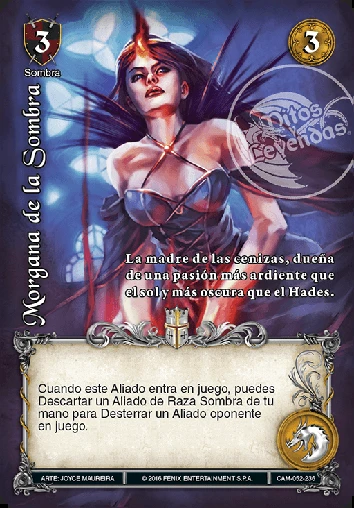 3
3
Sombra
Mitos
Leyendas
Morgana de la Sombra
La madre de las cenizas, dueña
de una pasión más ardiente que
el sol y más oscura que el Hades.
Cuando este Aliado entra en juego, puedes
Descartar un Aliado de Raza Sombra de tu
mano para Desterrar un Aliado oponente
en juego.
ARTE: JOYCE MAUREIRA
© 2016 FENIX ENTERTAINMENT S.P.A.